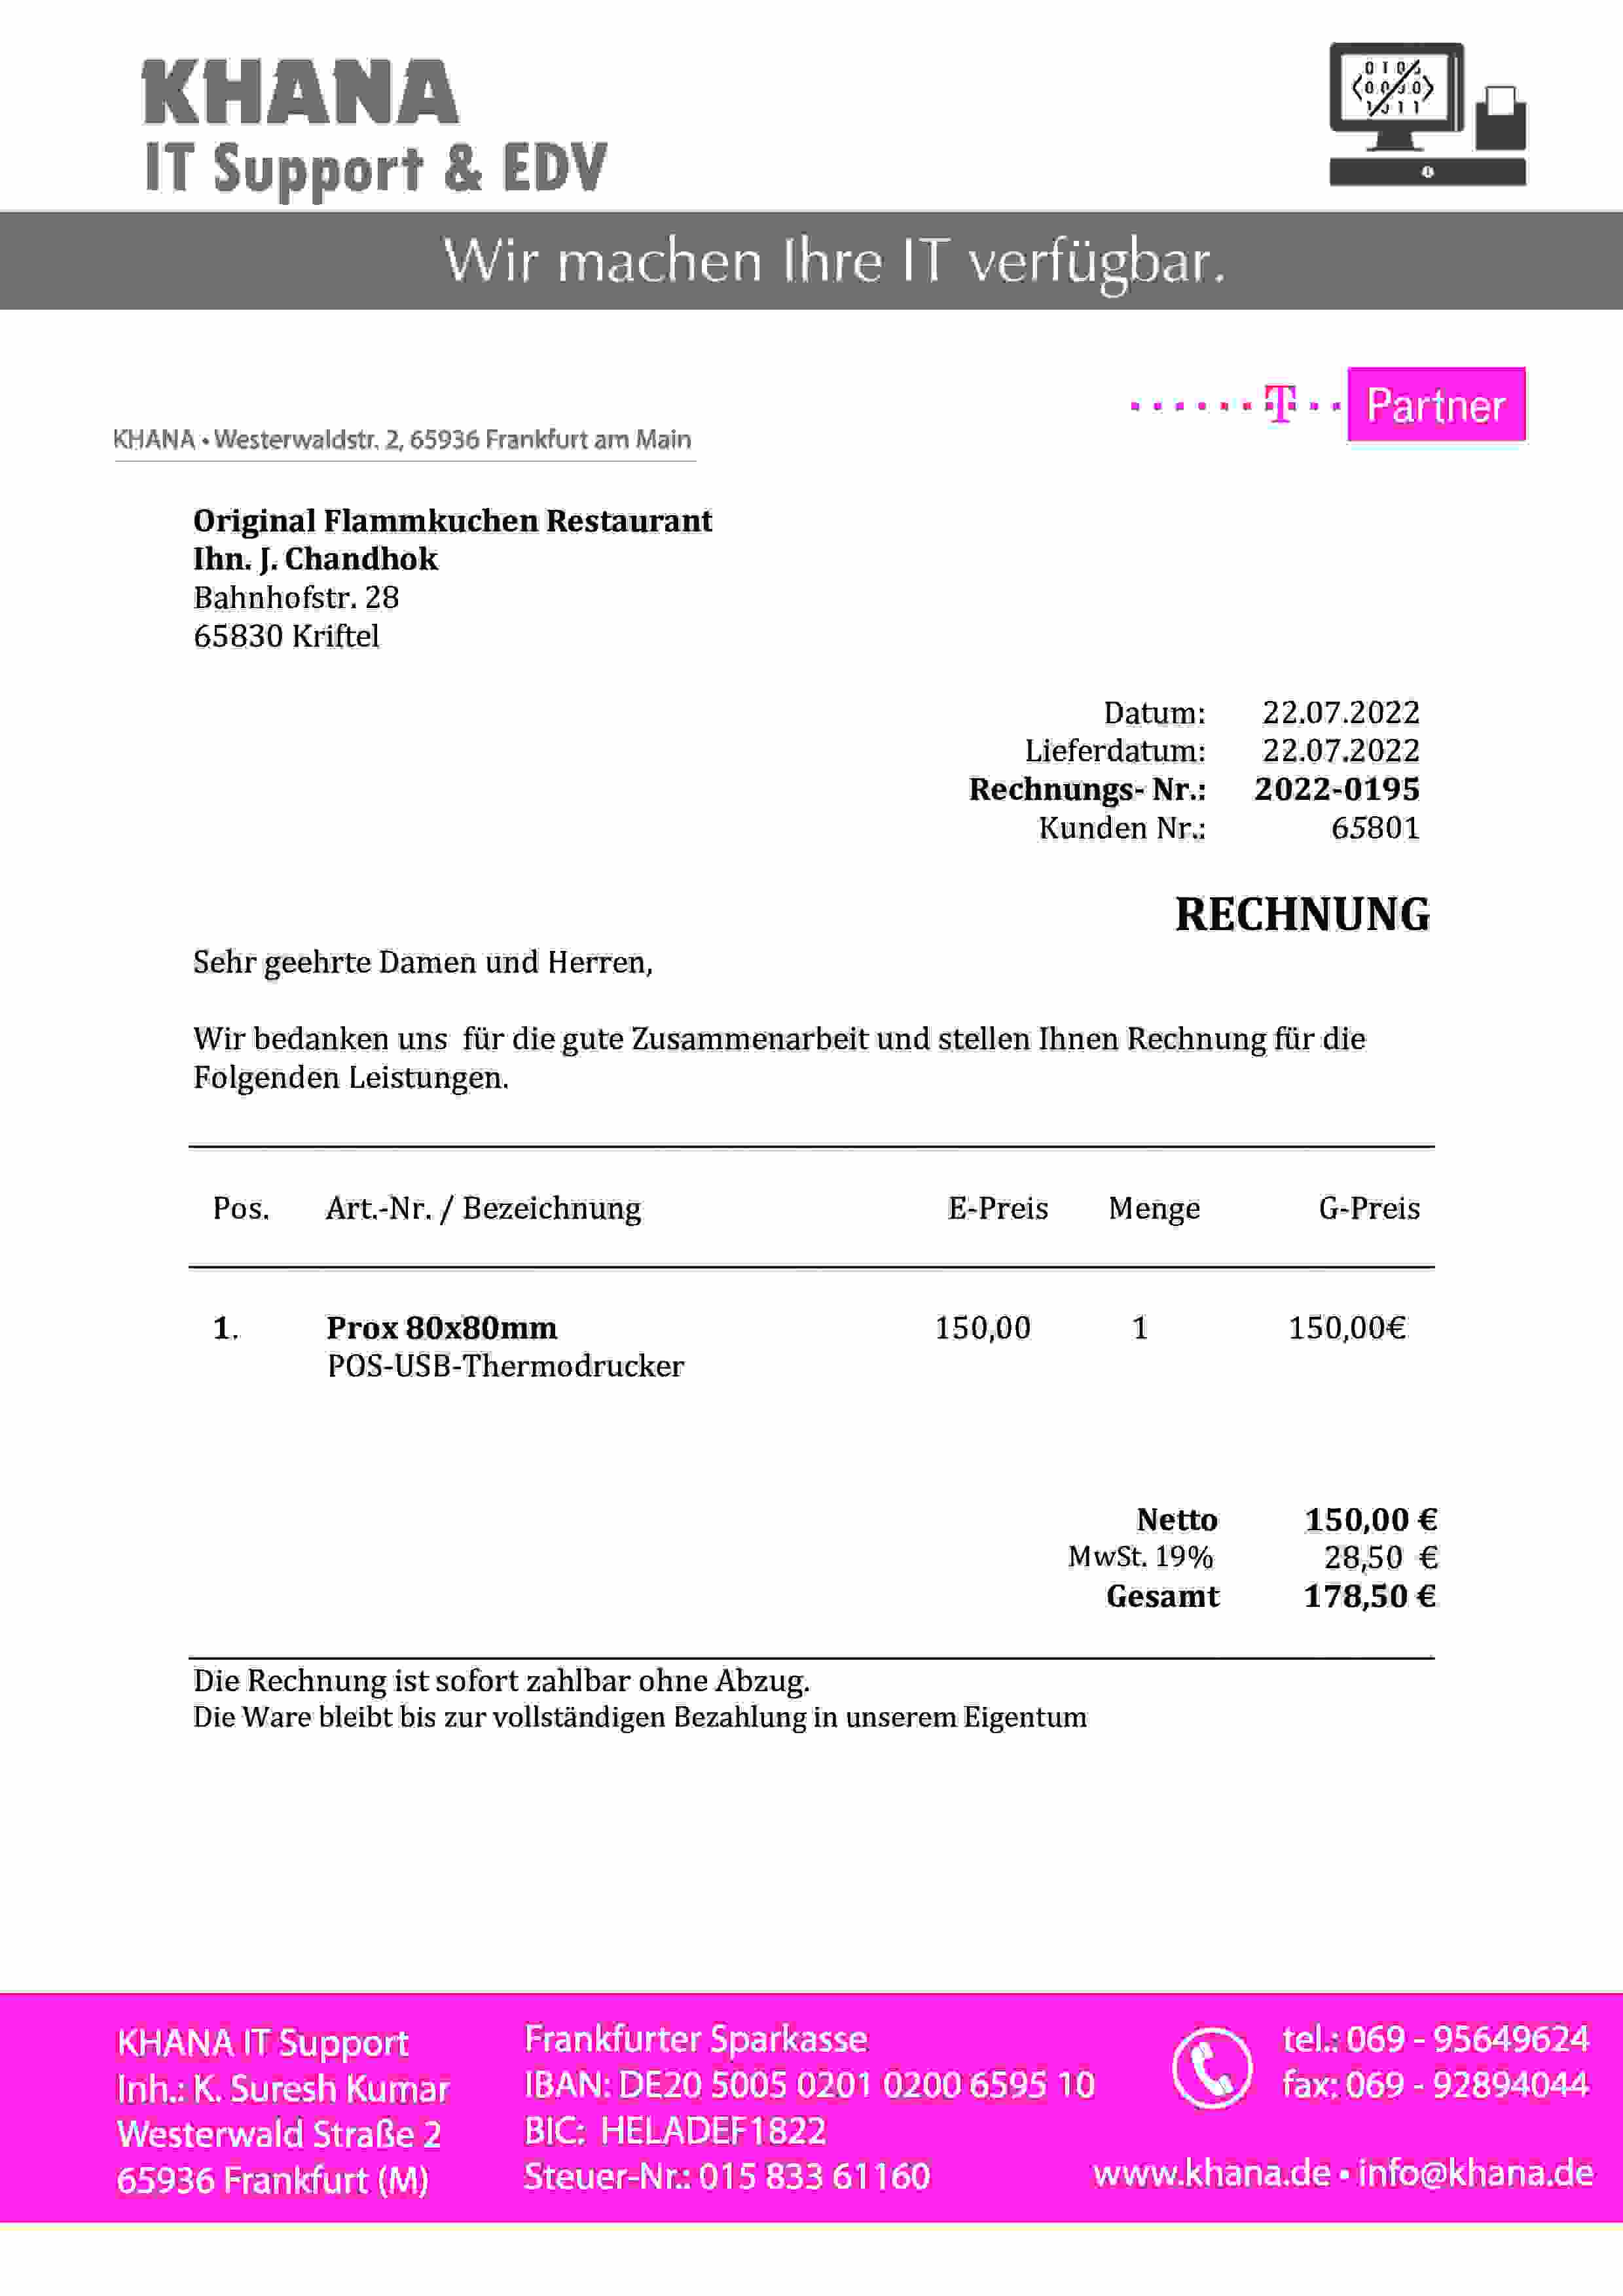 KHANA
IT Support & EDV
Wir machen Ihre IT verfügbar.
T Partner
KHANA • Westerwaldstr. 2, 65936 Frankfurt am Main
Original Flammkuchen Restaurant
Ihn. J. Chandhok
Bahnhofstr. 28
65830 Kriftel
Datum: 22.07.2022
Lieferdatum: 22.07.2022
Rechnungs- Nr.: 2022-0195
Kunden Nr.: 65801
RECHNUNG
Sehr geehrte Damen und Herren,
Wir bedanken uns für die gute Zusammenarbeit und stellen Ihnen Rechnung für die
Folgenden Leistungen.
Pos. Art.-Nr. / Bezeichnung E-Preis Menge G-Preis
1. Prox 80x80mm 150,00 1 150,00€
POS-USB-Thermodrucker
Netto 150,00 €
MwSt. 19% 28,50 €
Gesamt 178,50 €
Die Rechnung ist sofort zahlbar ohne Abzug.
Die Ware bleibt bis zur vollständigen Bezahlung in unserem Eigentum
KHANA IT Support
Inh.: K. Suresh Kumar
Westerwald Straße 2
65936 Frankfurt (M)
Frankfurter Sparkasse
IBAN: DE20 5005 0201 0200 6595 10
BIC: HELADEF1822
Steuer-Nr.: 015 833 61160
tel.: 069 - 95649624
fax: 069 - 92894044
www.khana.de • info@khana.de